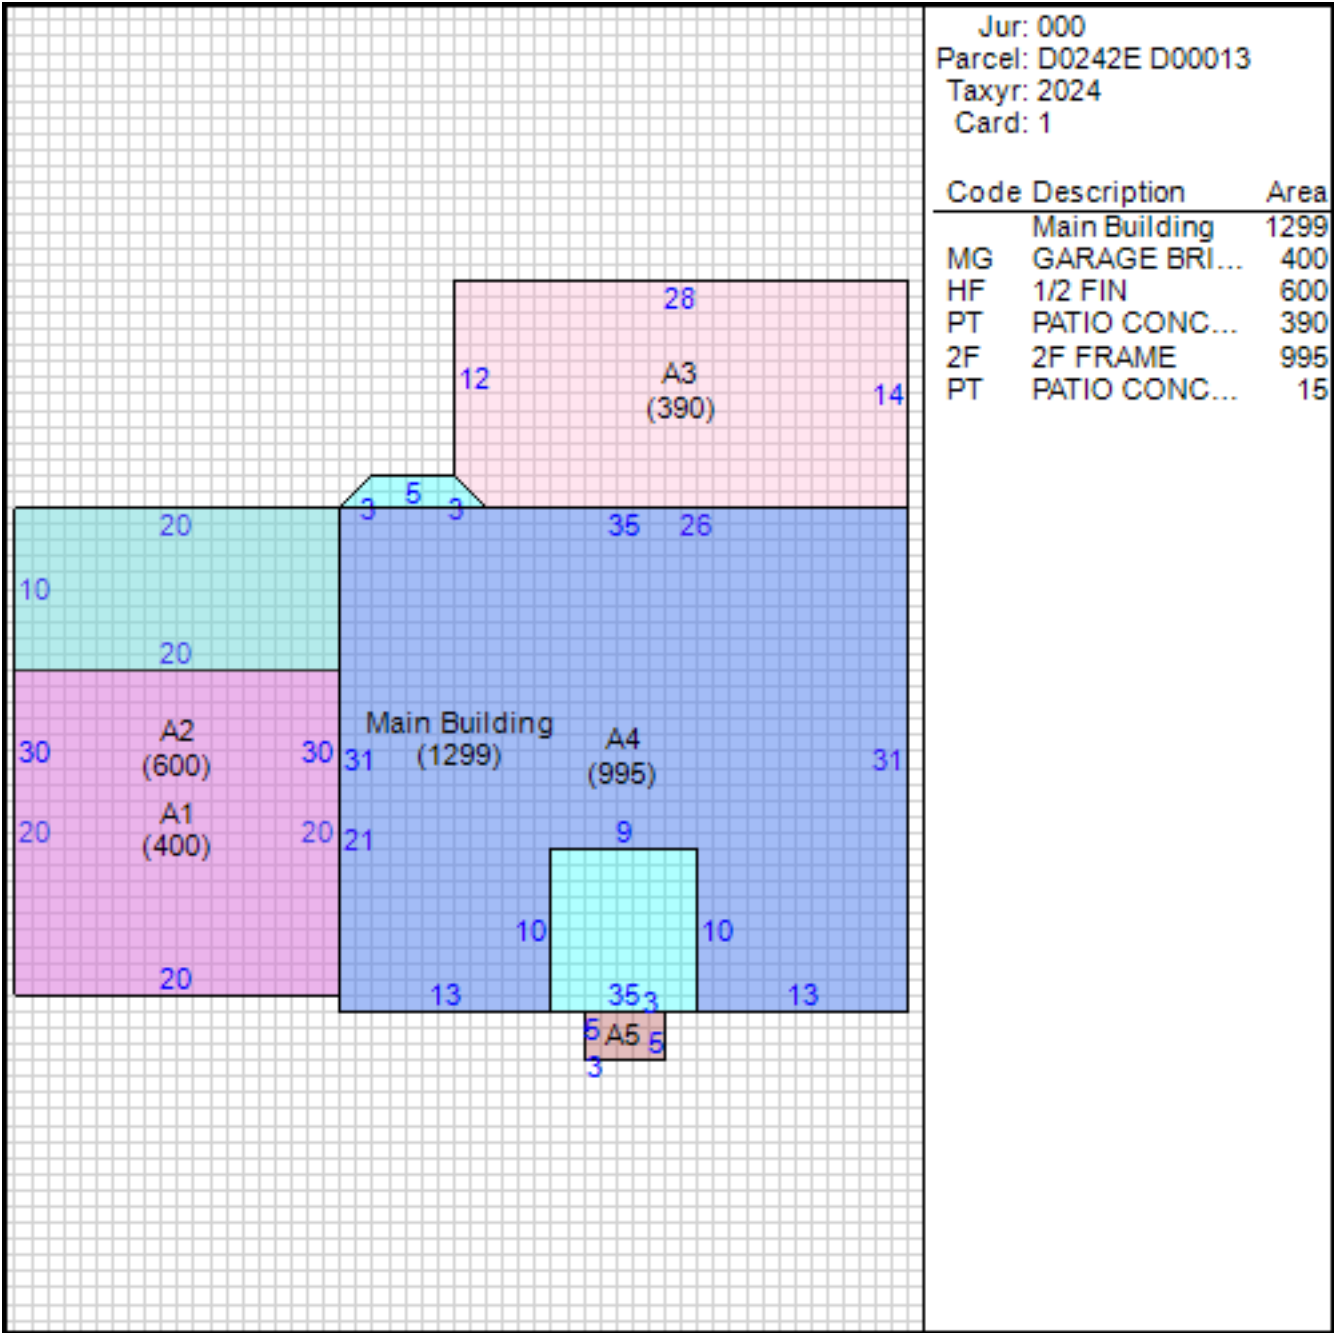 Jur: 000
Parcel: D0242E D00013
Taxyr: 2024
Card: 1
Code Description Area
Main Building 1299
MG GARAGE BRI... 400
HF 1/2 FIN 600
PT PATIO CONC... 390
2F 2F FRAME 995
PT PATIO CONC... 15
28
12
A3
(390)
14
5
3 3
20
35 26
10
20
A2
(600)
30 30
Main Building
(1299)
31
A4
(995)
31
A1
(400)
20 20
21
9
10 10
20
13 35 3 13
5 A5 5
3